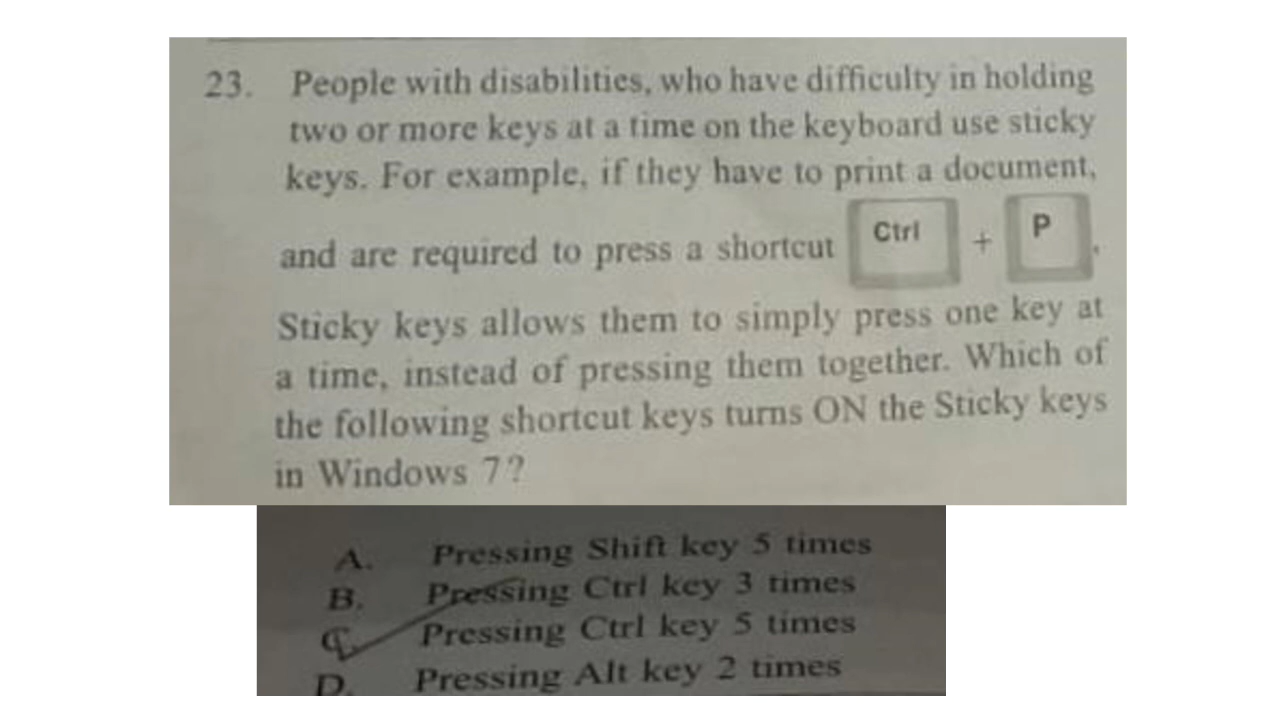 23. People with disabilities, who have difficulty in holding
two or more keys at a time on the keyboard use sticky
keys. For example, if they have to print a document,
and are required to press a shortcut Ctrl + P .
Sticky keys allows them to simply press one key at
a time, instead of pressing them together. Which of
the following shortcut keys turns ON the Sticky keys
in Windows 7?
A. Pressing Shift key 5 times
B. Pressing Ctrl key 3 times
C. Pressing Ctrl key 5 times
D. Pressing Alt key 2 times